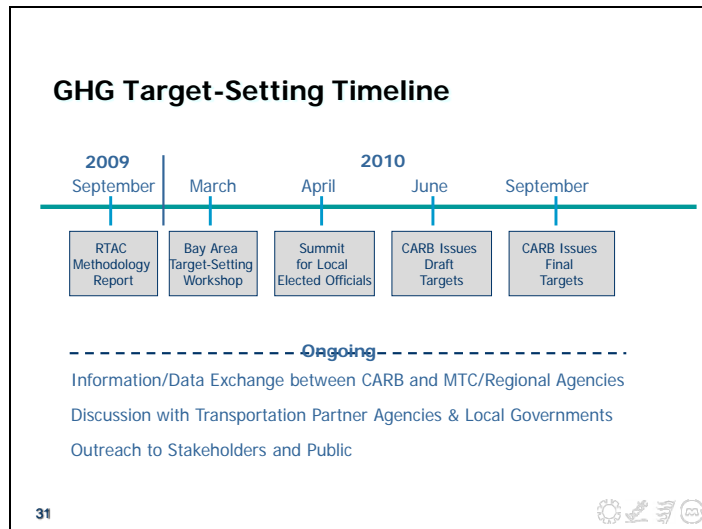 GHG Target-Setting Timeline
2009
2010
September
March
April
June
September
RTAC
Methodology
Report
Bay Area
Target-Setting
Workshop
Summit
for Local
Elected Officials
CARB Issues
Draft
Targets
CARB Issues
Final
Targets
Ongoing
Information/Data Exchange between CARB and MTC/Regional Agencies
Discussion with Transportation Partner Agencies & Local Governments
Outreach to Stakeholders and Public
31